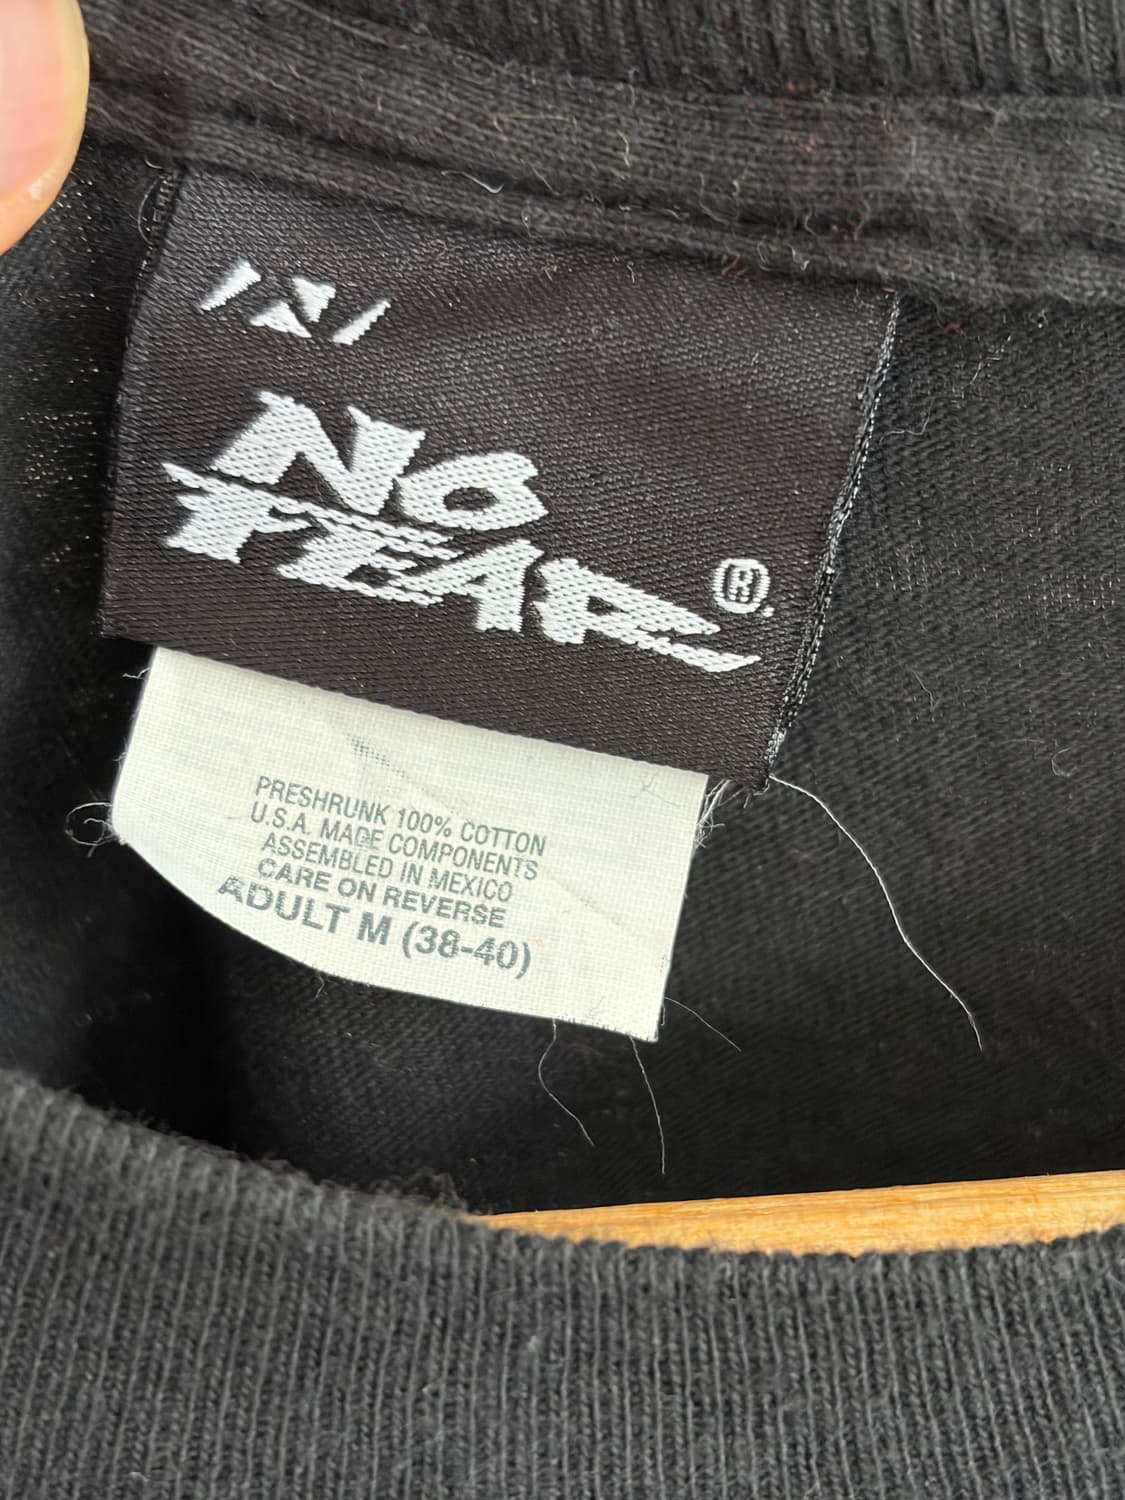 NO
FEAR®
PRESHRUNK 100% COTTON
U.S.A. MADE COMPONENTS
ASSEMBLED IN MEXICO
CARE ON REVERSE
ADULT M (38-40)